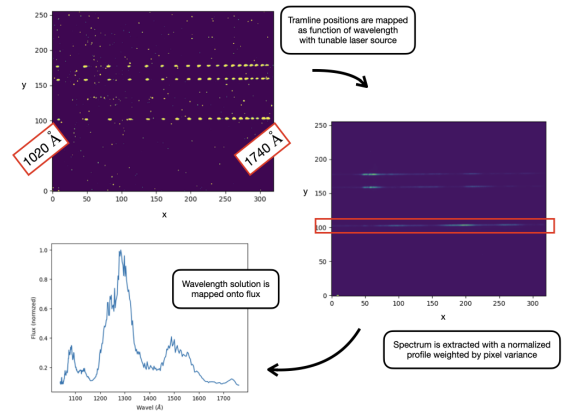 Tramline positions are mapped
as function of wavelength
with tunable laser source
250
200
150
y
100
50
0
0 50 100 150 200 250 300
x
1020 Å
1740 Å
250
200
y
150
100
50
0
0 50 100 150 200 250 300
x
Wavelength solution is
mapped onto flux
1.0
0.8
0.6
0.4
0.2
Flux (normized)
1100 1200 1300 1400 1500 1600 1700
Wavel (Å)
Spectrum is extracted with a normalized
profile weighted by pixel variance